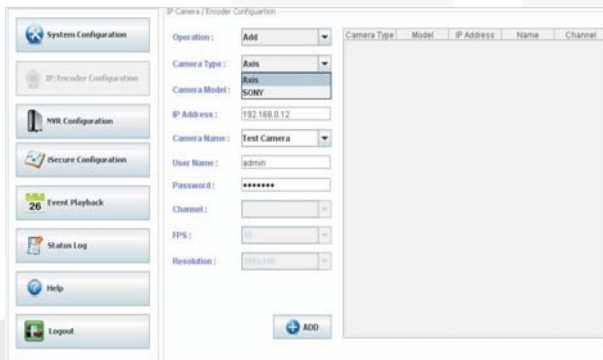 IP Camera / Encoder Configuartion
System Configuration
IP/Encoder Configuration
NVR Configuration
iSecure Configuration
26 Event Playback
Status Log
Help
Logout
Operation : Add
Camera Type : Axis
Axis
SONY
Camera Model :
IP Address : 192.168.0.12
Camera Name : Test Camera
User Name : admin
Password : •••••••
Channel :
FPS :
Resolution :
ADD
Camera Type Model IP Address Name Channel